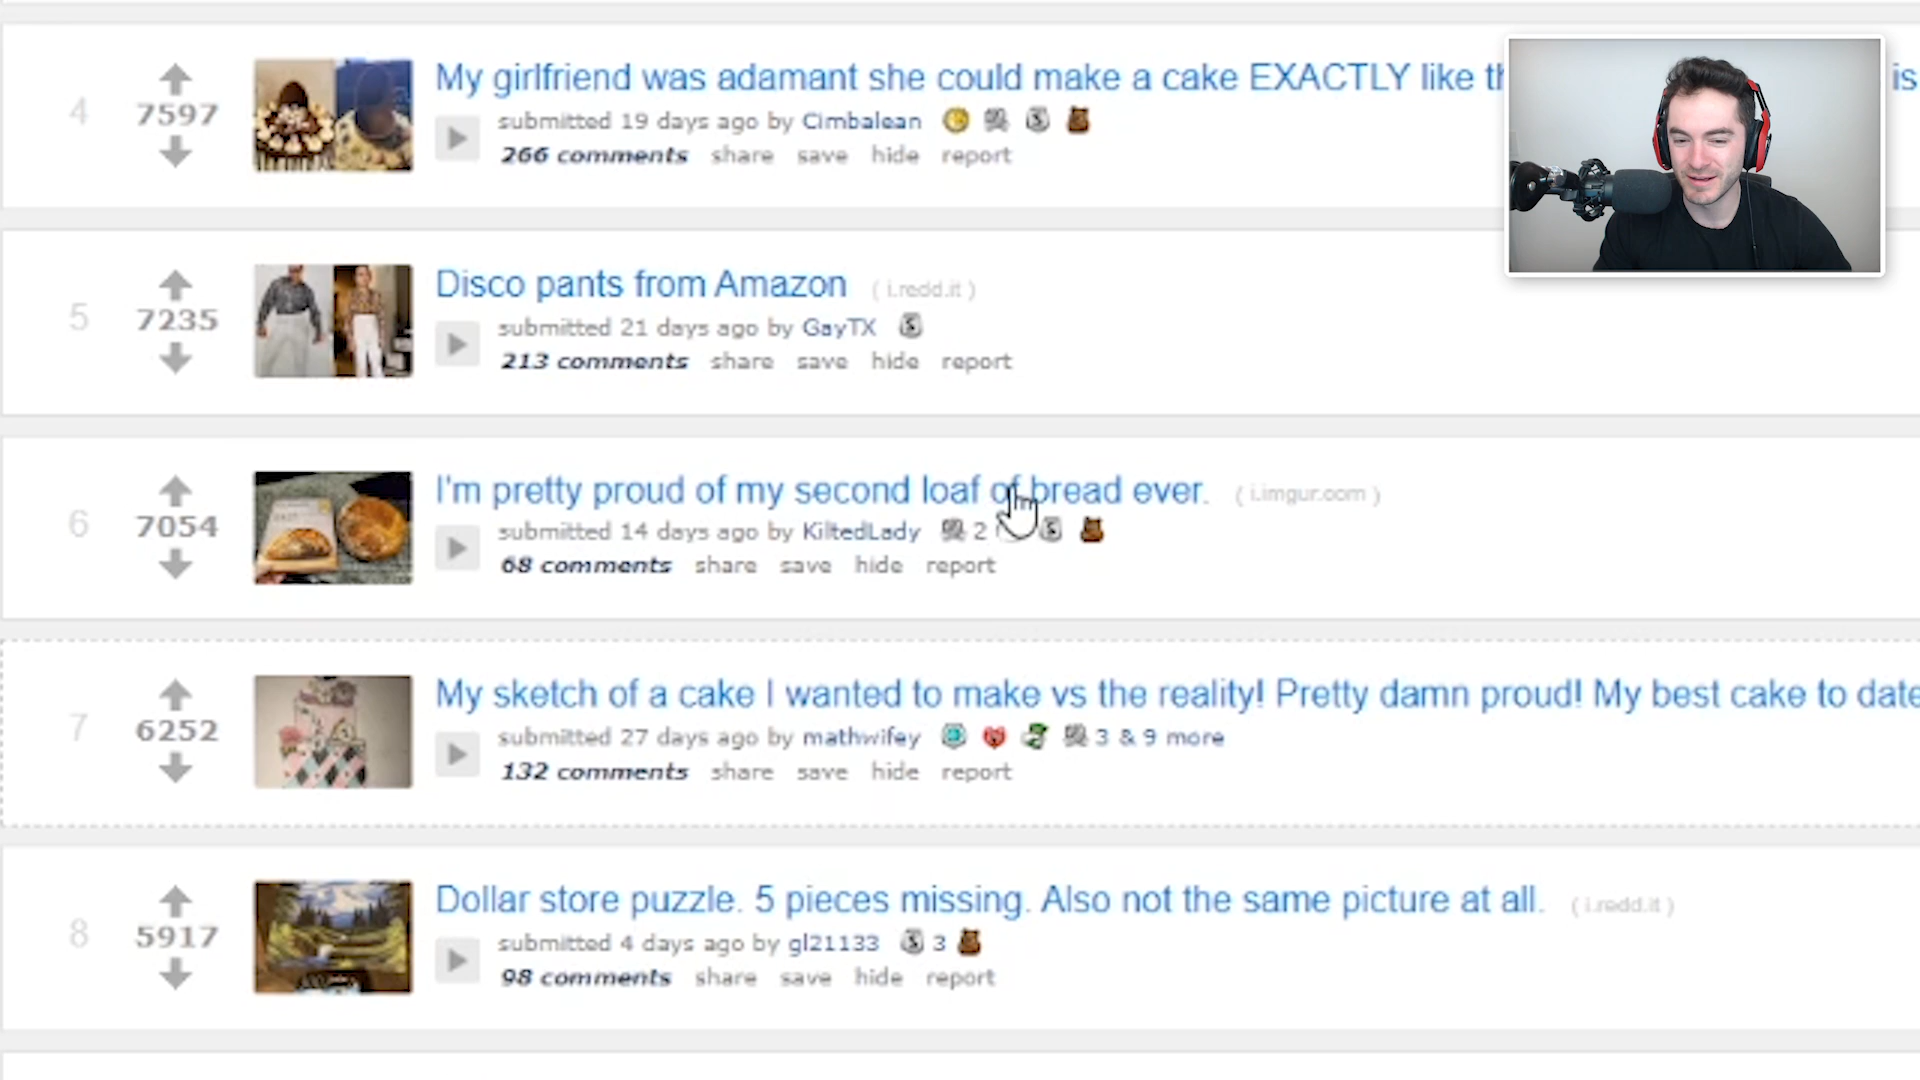 4
7597
My girlfriend was adamant she could make a cake EXACTLY like
is
submitted 19 days ago by Cimbalean
266 comments share save hide report
5
7235
Disco pants from Amazon ( i.redd.it )
submitted 21 days ago by GayTX
213 comments share save hide report
6
7054
I'm pretty proud of my second loaf of bread ever. ( i.imgur.com )
submitted 14 days ago by KiltedLady 2
68 comments share save hide report
7
6252
My sketch of a cake I wanted to make vs the reality! Pretty damn proud! My best cake to date
submitted 27 days ago by mathwifey 3 & 9 more
132 comments share save hide report
8
5917
Dollar store puzzle. 5 pieces missing. Also not the same picture at all. ( i.redd.it )
submitted 4 days ago by gl21133 3
98 comments share save hide report